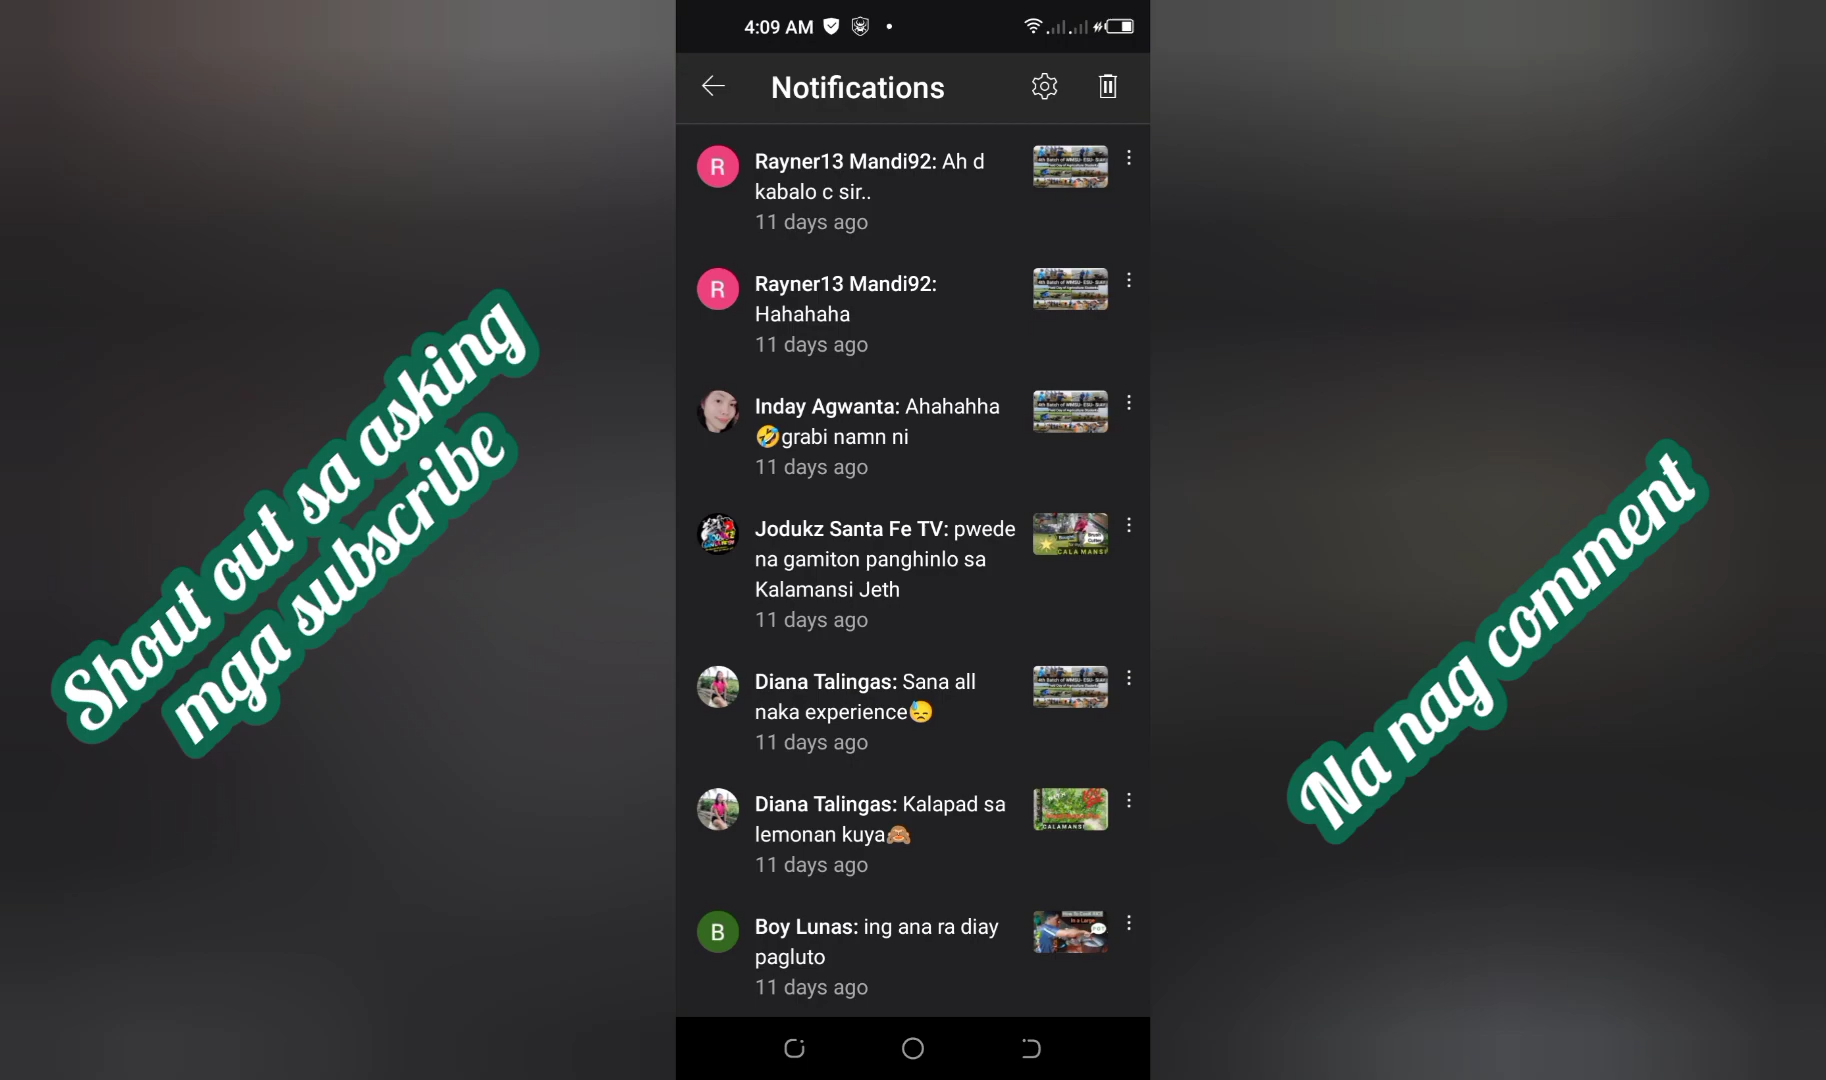 4:09 AM
Notifications
R
Rayner13 Mandi92: Ah d
kabalo c sir..
11 days ago
R
Rayner13 Mandi92:
Hahahaha
11 days ago
Inday Agwanta: Ahahahha
🤣grabi namn ni
11 days ago
Jodukz Santa Fe TV: pwede
na gamiton panghinlo sa
Kalamansi Jeth
11 days ago
Diana Talingas: Sana all
naka experience😓
11 days ago
Diana Talingas: Kalapad sa
lemonan kuya🙈
11 days ago
B
Boy Lunas: ing ana ra diay
pagluto
11 days ago
Shout out sa asking
mga subscribe
Na nag comment